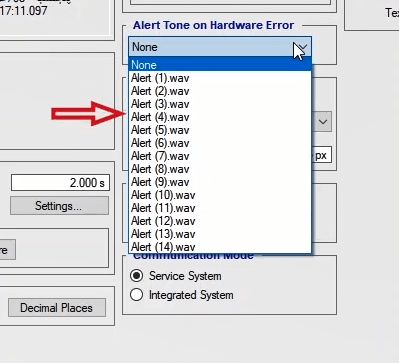 17:11.097
Alert Tone on Hardware Error
Tex
None
None
Alert (1).wav
Alert (2).wav
Alert (3).wav
Alert (4).wav
Alert (5).wav
Alert (6).wav
Alert (7).wav
Alert (8).wav
Alert (9).wav
Alert (10).wav
Alert (11).wav
Alert (12).wav
Alert (13).wav
Alert (14).wav
px
2.000 s
Settings...
re
Communication Mode
Service System
Integrated System
Decimal Places